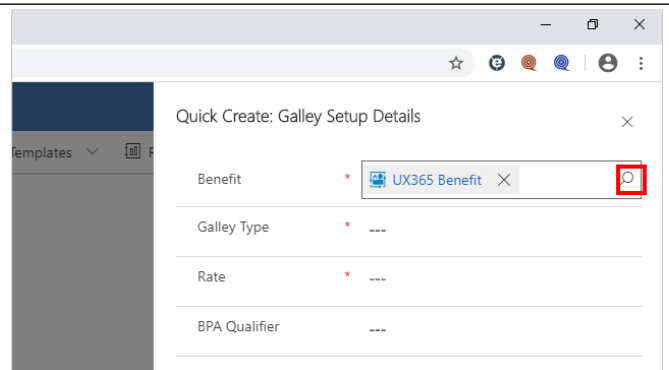 Quick Create: Galley Setup Details
Templates
Benefit * UX365 Benefit
Galley Type * ---
Rate * ---
BPA Qualifier ---